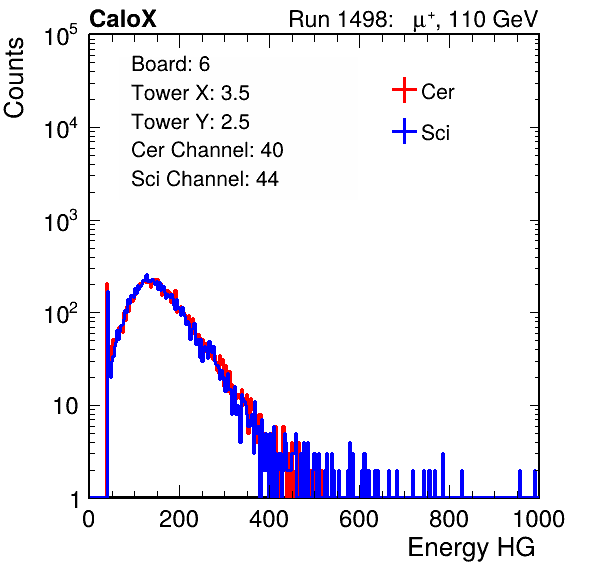 CaloX Run 1498: μ⁺, 110 GeV
Counts
10⁵
10⁴
10³
10²
10
1
Board: 6
Tower X: 3.5
Tower Y: 2.5
Cer Channel: 40
Sci Channel: 44
Cer
Sci
0 200 400 600 800 1000
Energy HG